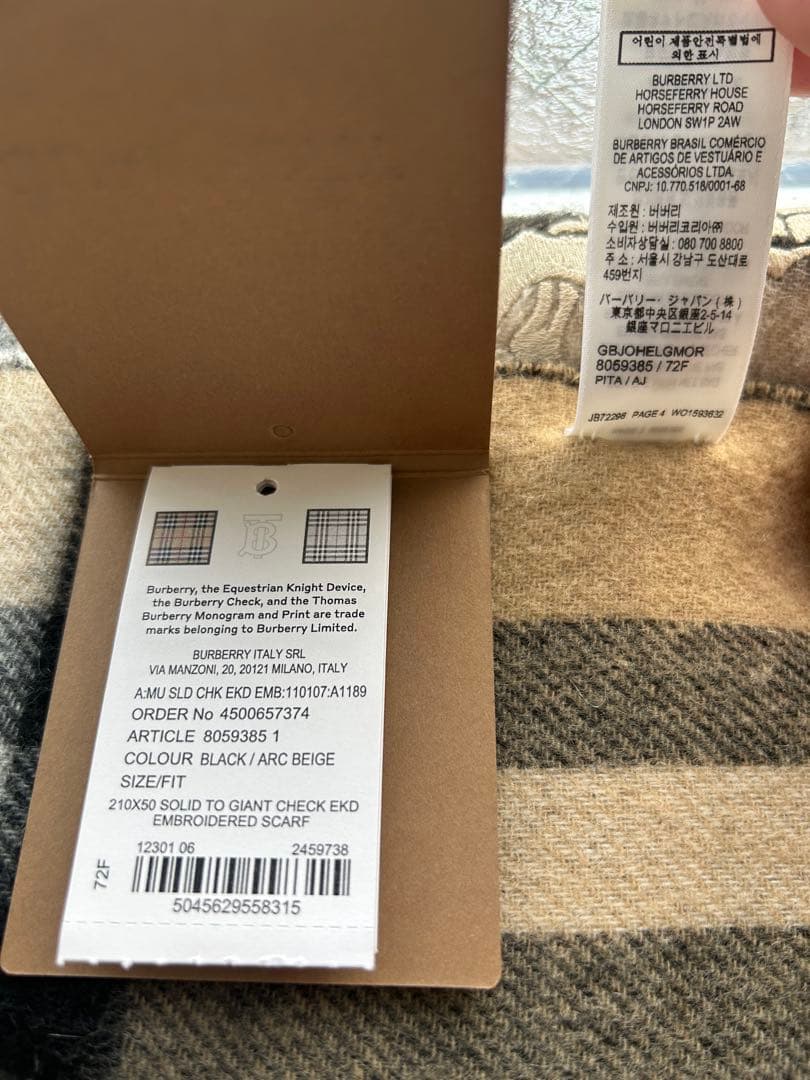 어린이 제품안전특별법에
의한 표시
BURBERRY LTD
HORSEFERRY HOUSE
HORSEFERRY ROAD
LONDON SW1P 2AW
BURBERRY BRASIL COMÉRCIO
DE ARTIGOS DE VESTUÁRIO E
ACESSÓRIOS LTDA.
CNPJ: 10.770.518/0001-68
제조원 : 버버리
수입원 : 버버리코리아㈜
소비자상담실 : 080 700 8800
주 소 : 서울시 강남구 도산대로
459번지
バーバリー・ジャパン(株)
東京都中央区銀座2-5-14
銀座マロニエビル
GBJOHELGMOR
8059385 / 72F
PITA / AJ
JB72296 PAGE 4 WO1593632
TB
Burberry, the Equestrian Knight Device,
the Burberry Check, and the Thomas
Burberry Monogram and Print are trade
marks belonging to Burberry Limited.
BURBERRY ITALY SRL
VIA MANZONI, 20, 20121 MILANO, ITALY
A:MU SLD CHK EKD EMB:110107:A1189
ORDER No 4500657374
ARTICLE 8059385 1
COLOUR BLACK / ARC BEIGE
SIZE/FIT
210X50 SOLID TO GIANT CHECK EKD
EMBROIDERED SCARF
12301 06 2459738
72F
5045629558315